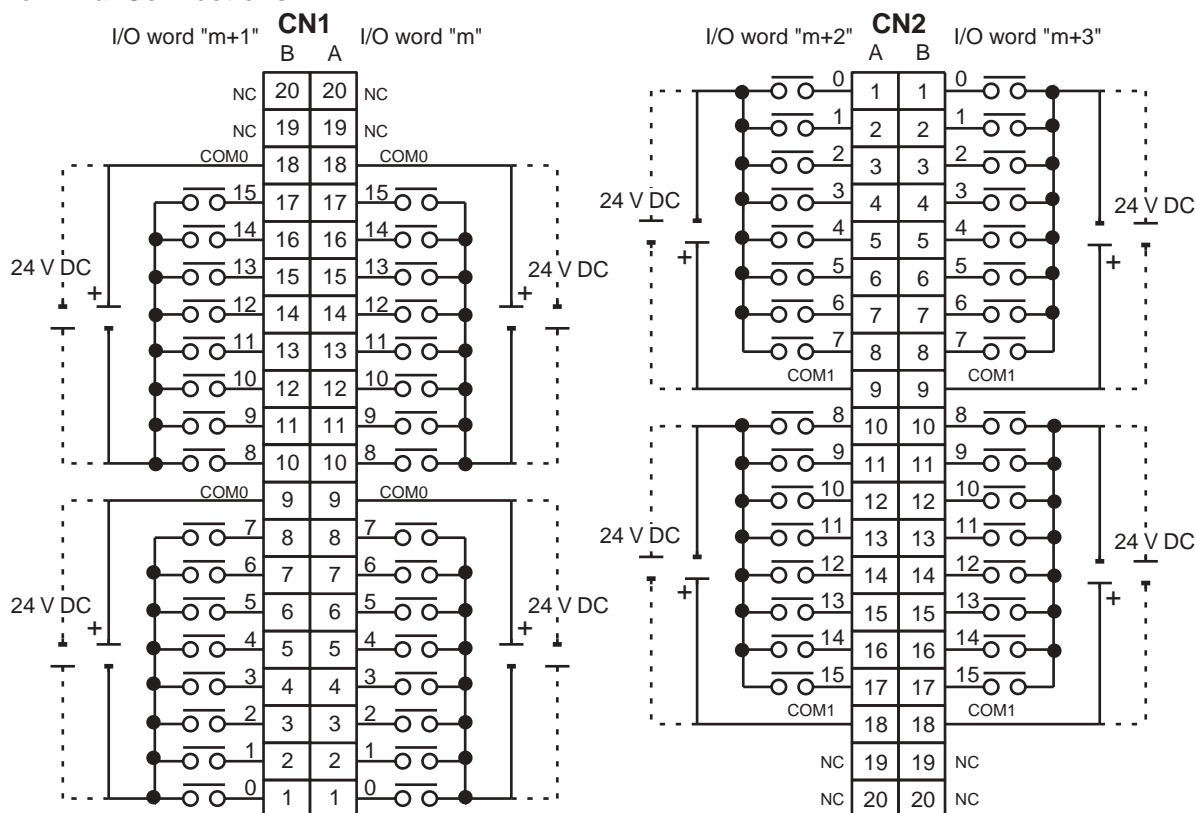 CN1
I/O word "m+1" I/O word "m"
B A
NC 20 20 NC
NC 19 19 NC
COM0 18 18 COM0
15 17 17 15
14 16 16 14
24 V DC 13 15 15 13 24 V DC
+ 12 14 14 12 +
11 13 13 11
10 12 12 10
9 11 11 9
8 10 10 8
COM0 9 9 COM0
7 8 8 7
6 7 7 6
24 V DC 5 6 6 5 24 V DC
+ 4 5 5 4 +
3 4 4 3
2 3 3 2
1 2 2 1
0 1 1 0
CN2
I/O word "m+2" I/O word "m+3"
A B
0 1 1 0
1 2 2 1
2 3 3 2
24 V DC 3 4 4 3 24 V DC
+ 4 5 5 4 +
5 6 6 5
6 7 7 6
7 8 8 7
COM1 9 9 COM1
8 10 10 8
9 11 11 9
10 12 12 10
24 V DC 11 13 13 11 24 V DC
+ 12 14 14 12 +
13 15 15 13
14 16 16 14
15 17 17 15
COM1 18 18 COM1
NC 19 19 NC
NC 20 20 NC